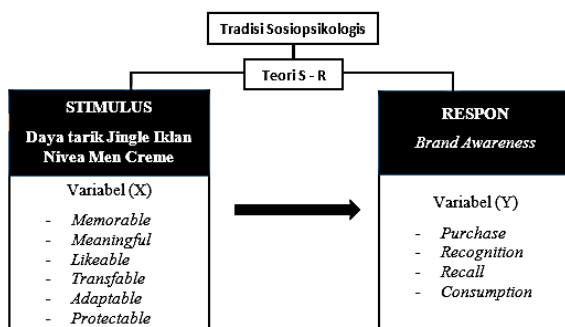 Tradisi Sosiopsikologis
Teori S - R
STIMULUS
Daya tarik Jingle Iklan
Nivea Men Creme
Variabel (X)
- Memorable
- Meaningful
- Likeable
- Transfable
- Adaptable
- Protectable
RESPON
Brand Awareness
Variabel (Y)
- Purchase
- Recognition
- Recall
- Consumption